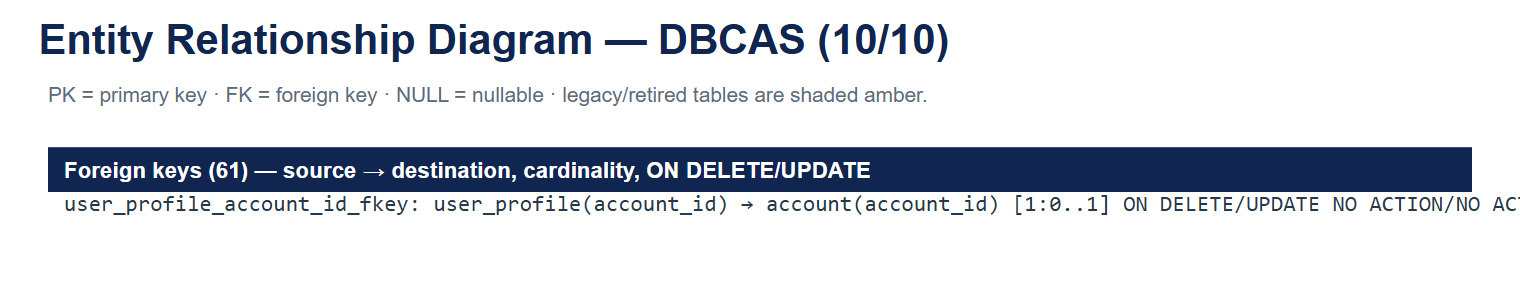 Entity Relationship Diagram — DBCAS (10/10)
PK = primary key · FK = foreign key · NULL = nullable · legacy/retired tables are shaded amber.
Foreign keys (61) — source → destination, cardinality, ON DELETE/UPDATE
user_profile_account_id_fkey: user_profile(account_id) → account(account_id) [1:0..1] ON DELETE/UPDATE NO ACTION/NO ACT